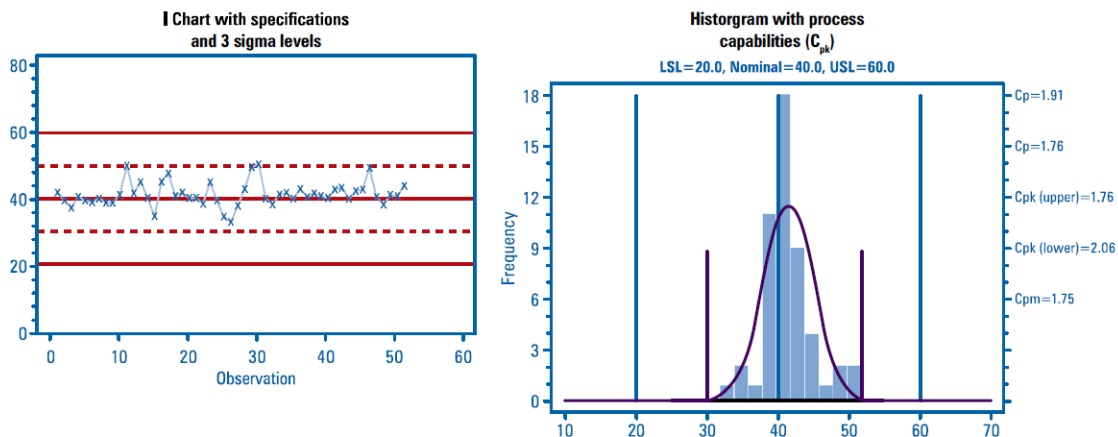 I Chart with specifications
and 3 sigma levels
80
60
40
20
0
0 10 20 30 40 50 60
Observation
Historgram with process
capabilities (Cpk)
LSL=20.0, Nominal=40.0, USL=60.0
Frequency
18
15
12
9
6
3
0
10 20 30 40 50 60 70
Cp=1.91
Cp=1.76
Cpk (upper)=1.76
Cpk (lower)=2.06
Cpm=1.75